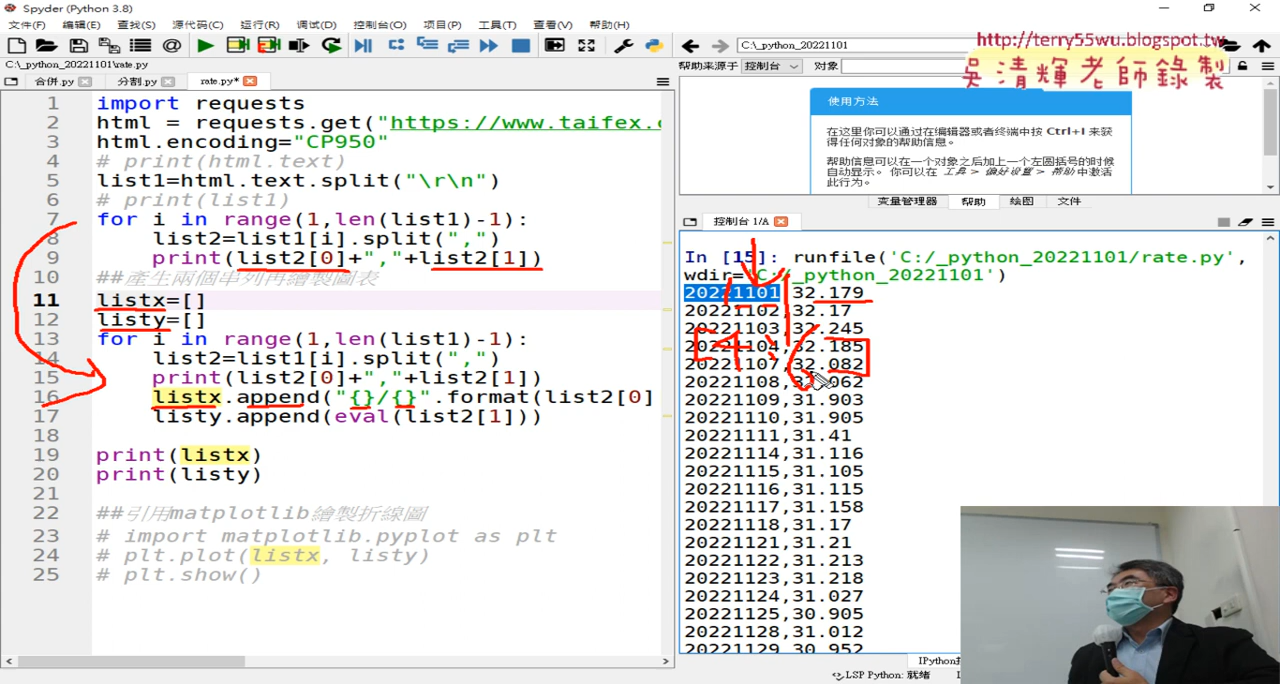 Spyder (Python 3.8)
文件(F) 编辑(E) 查找(S) 源代码(C) 运行(R) 调试(D) 控制台(O) 项目(P) 工具(T) 查看(V) 帮助(H)
C:\_python_20221101
http://terry55wu.blogspot.tw
吳清輝老師錄製
C:\_python_20221101\rate.py
帮助来源于 控制台 对象
合併.py 分割.py rate.py*
1 import requests
2 html = requests.get("https://www.taifex.c
3 html.encoding="CP950"
4 # print(html.text)
5 list1=html.text.split("\r\n")
6 # print(list1)
7 for i in range(1,len(list1)-1):
8 list2=list1[i].split(",")
9 print(list2[0]+","+list2[1])
10 ##產生兩個串列再繪製圖表
11 listx=[]
12 listy=[]
13 for i in range(1,len(list1)-1):
14 list2=list1[i].split(",")
15 print(list2[0]+","+list2[1])
16 listx.append("{}/{}".format(list2[0]
17 listy.append(eval(list2[1]))
18
19 print(listx)
20 print(listy)
21
22 ##引用matplotlib繪製折線圖
23 # import matplotlib.pyplot as plt
24 # plt.plot(listx, listy)
25 # plt.show()
使用方法
在这里你可以通过在编辑器或者终端中按 Ctrl+I 来获
得任何对象的帮助信息。
帮助信息可以在一个对象之后加上一个左圆括号的时候
自动显示。你可以在 工具 > 偏好设置 > 帮助 中激活
此行为。
变量管理器 帮助 绘图 文件
控制台 1/A
In [15]: runfile('C:/_python_20221101/rate.py',
wdir='C:/_python_20221101')
20221101,32.179
20221102,32.17
20221103,32.245
20221104,32.185
20221107,32.082
20221108,32.062
20221109,31.903
20221110,31.905
20221111,31.41
20221114,31.116
20221115,31.105
20221116,31.115
20221117,31.158
20221118,31.17
20221121,31.21
20221122,31.213
20221123,31.218
20221124,31.027
20221125,30.905
20221128,31.012
20221129,30.952
LSP Python: 就绪